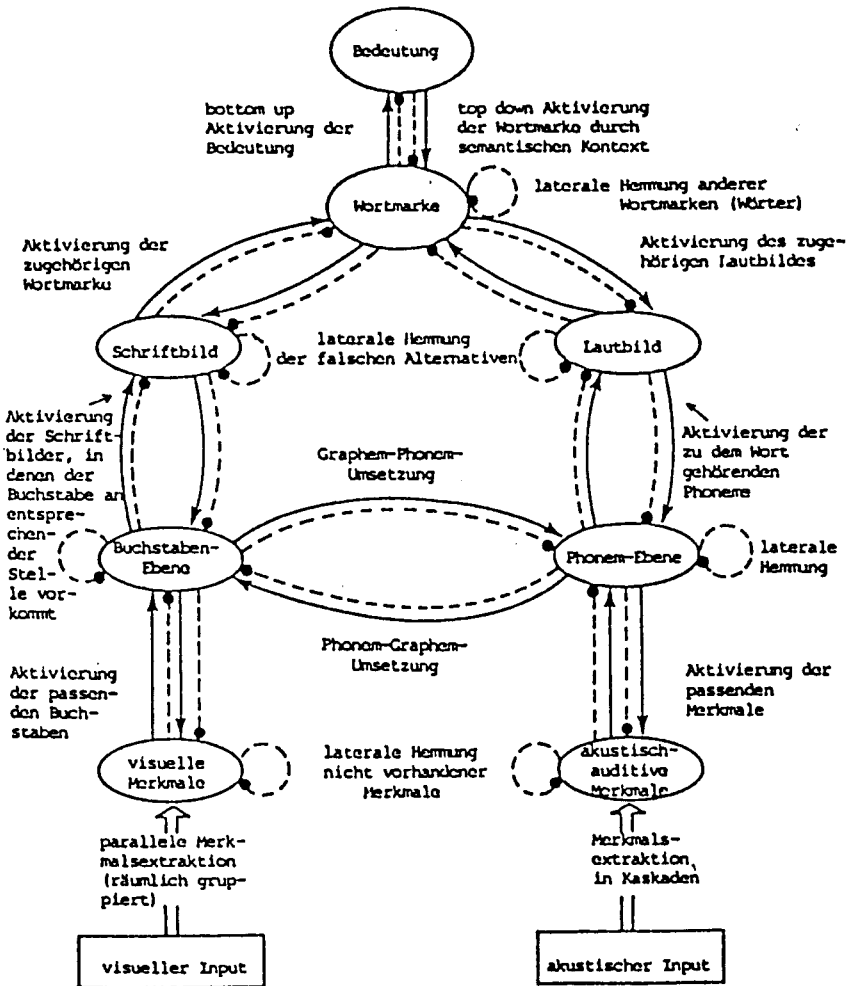 Bedeutung
bottom up
Aktivierung der
Bedeutung
top down Aktivierung
der Wortmarke durch
semantischen Kontext
Wortmarke
laterale Hemmung anderer
Wortmarken (Wörter)
Aktivierung der
zugehörigen
Wortmarke
Aktivierung des zuge-
hörigen Lautbildes
Schriftbild
laterale Hemmung
der falschen Alternativen
Lautbild
Aktivierung
der Schrift-
bilder, in
denen der
Buchstabe an
entspre-
chen-
der
Stel-
le vor-
kommt
Graphem-Phonem-
Umsetzung
Aktivierung der
zu dem Wort
gehörenden
Phoneme
Buchstaben-
Ebene
Phonem-Ebene
laterale
Hemmung
Phonem-Graphem-
Umsetzung
Aktivierung
der passen-
den Buch-
staben
Aktivierung der
passenden
Merkmale
visuelle
Merkmale
laterale Hemmung
nicht vorhandener
Merkmale
akustisch-
auditive
Merkmale
parallele Merk-
malsextraktion
(räumlich grup-
piert)
Merkmals-
extraktion
in Kaskaden
visueller Input
akustischer Input